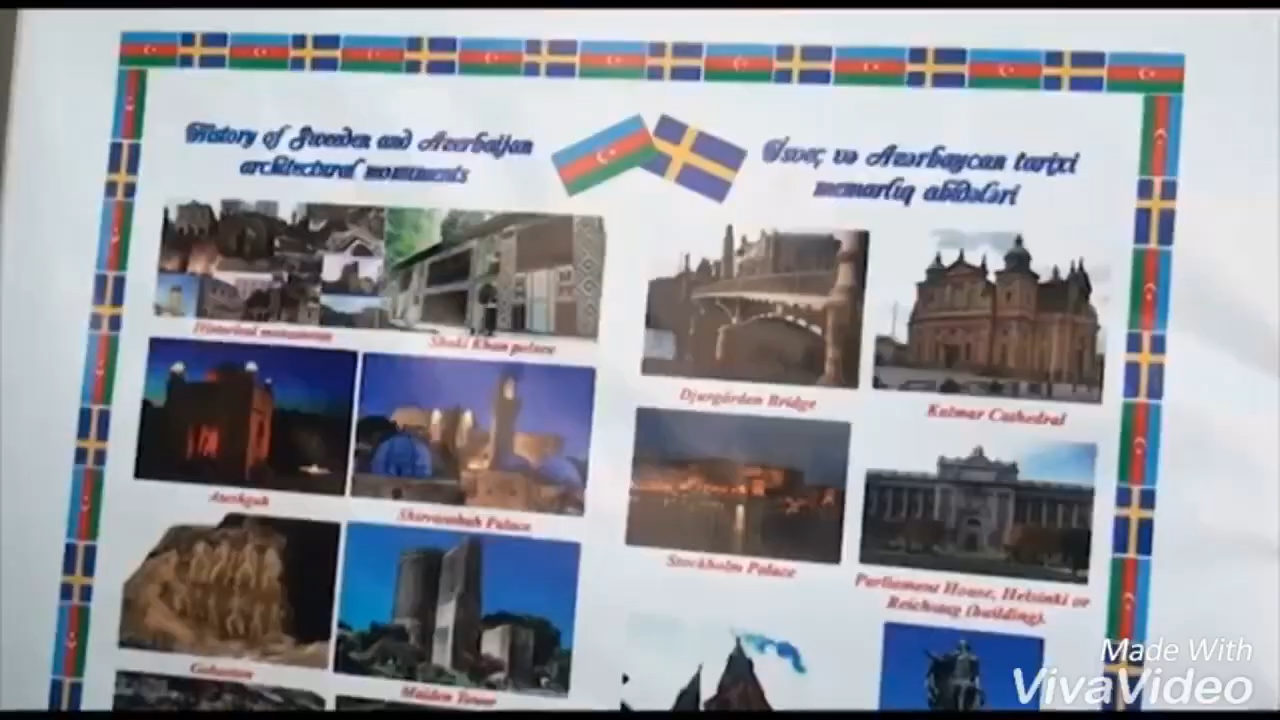 History of Sweden and Azerbaijan
architectural monuments
İsveç və Azərbaycan tarixi
memarlıq abidələri
Historical monuments
Sheki Khan palace
Djurgården Bridge
Kalmar Cathedral
Ateshgah
Shirvanshah Palace
Stockholm Palace
Parliament House, Helsinki or
Reichstag (building).
Gobustan
Maiden Tower
Made With
VivaVideo